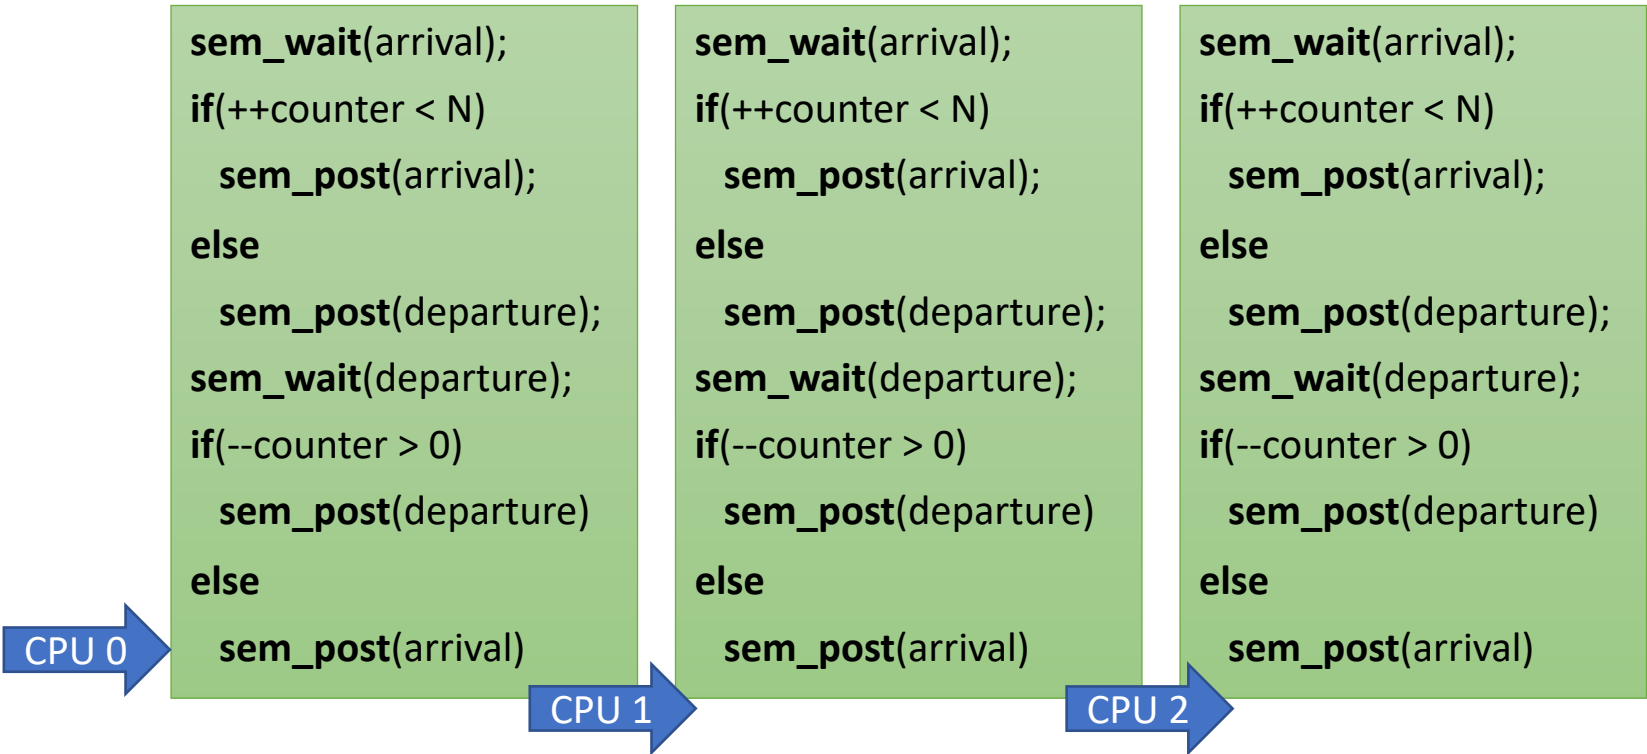 sem_wait(arrival);
if(++counter < N)
sem_post(arrival);
else
sem_post(departure);
sem_wait(departure);
if(--counter > 0)
sem_post(departure)
else
sem_post(arrival)
sem_wait(arrival);
if(++counter < N)
sem_post(arrival);
else
sem_post(departure);
sem_wait(departure);
if(--counter > 0)
sem_post(departure)
else
sem_post(arrival)
sem_wait(arrival);
if(++counter < N)
sem_post(arrival);
else
sem_post(departure);
sem_wait(departure);
if(--counter > 0)
sem_post(departure)
else
sem_post(arrival)
CPU 0
CPU 1
CPU 2